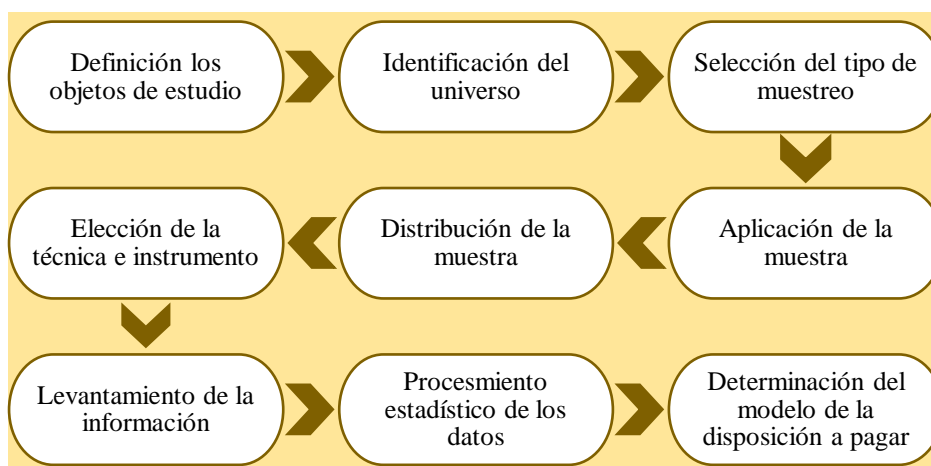 Definición los
objetos de estudio
Identificación del
universo
Selección del tipo de
muestreo
Aplicación de la
muestra
Distribución de la
muestra
Elección de la
técnica e instrumento
Levantamiento de la
información
Procesmiento
estadístico de los
datos
Determinación del
modelo de la
disposición a pagar